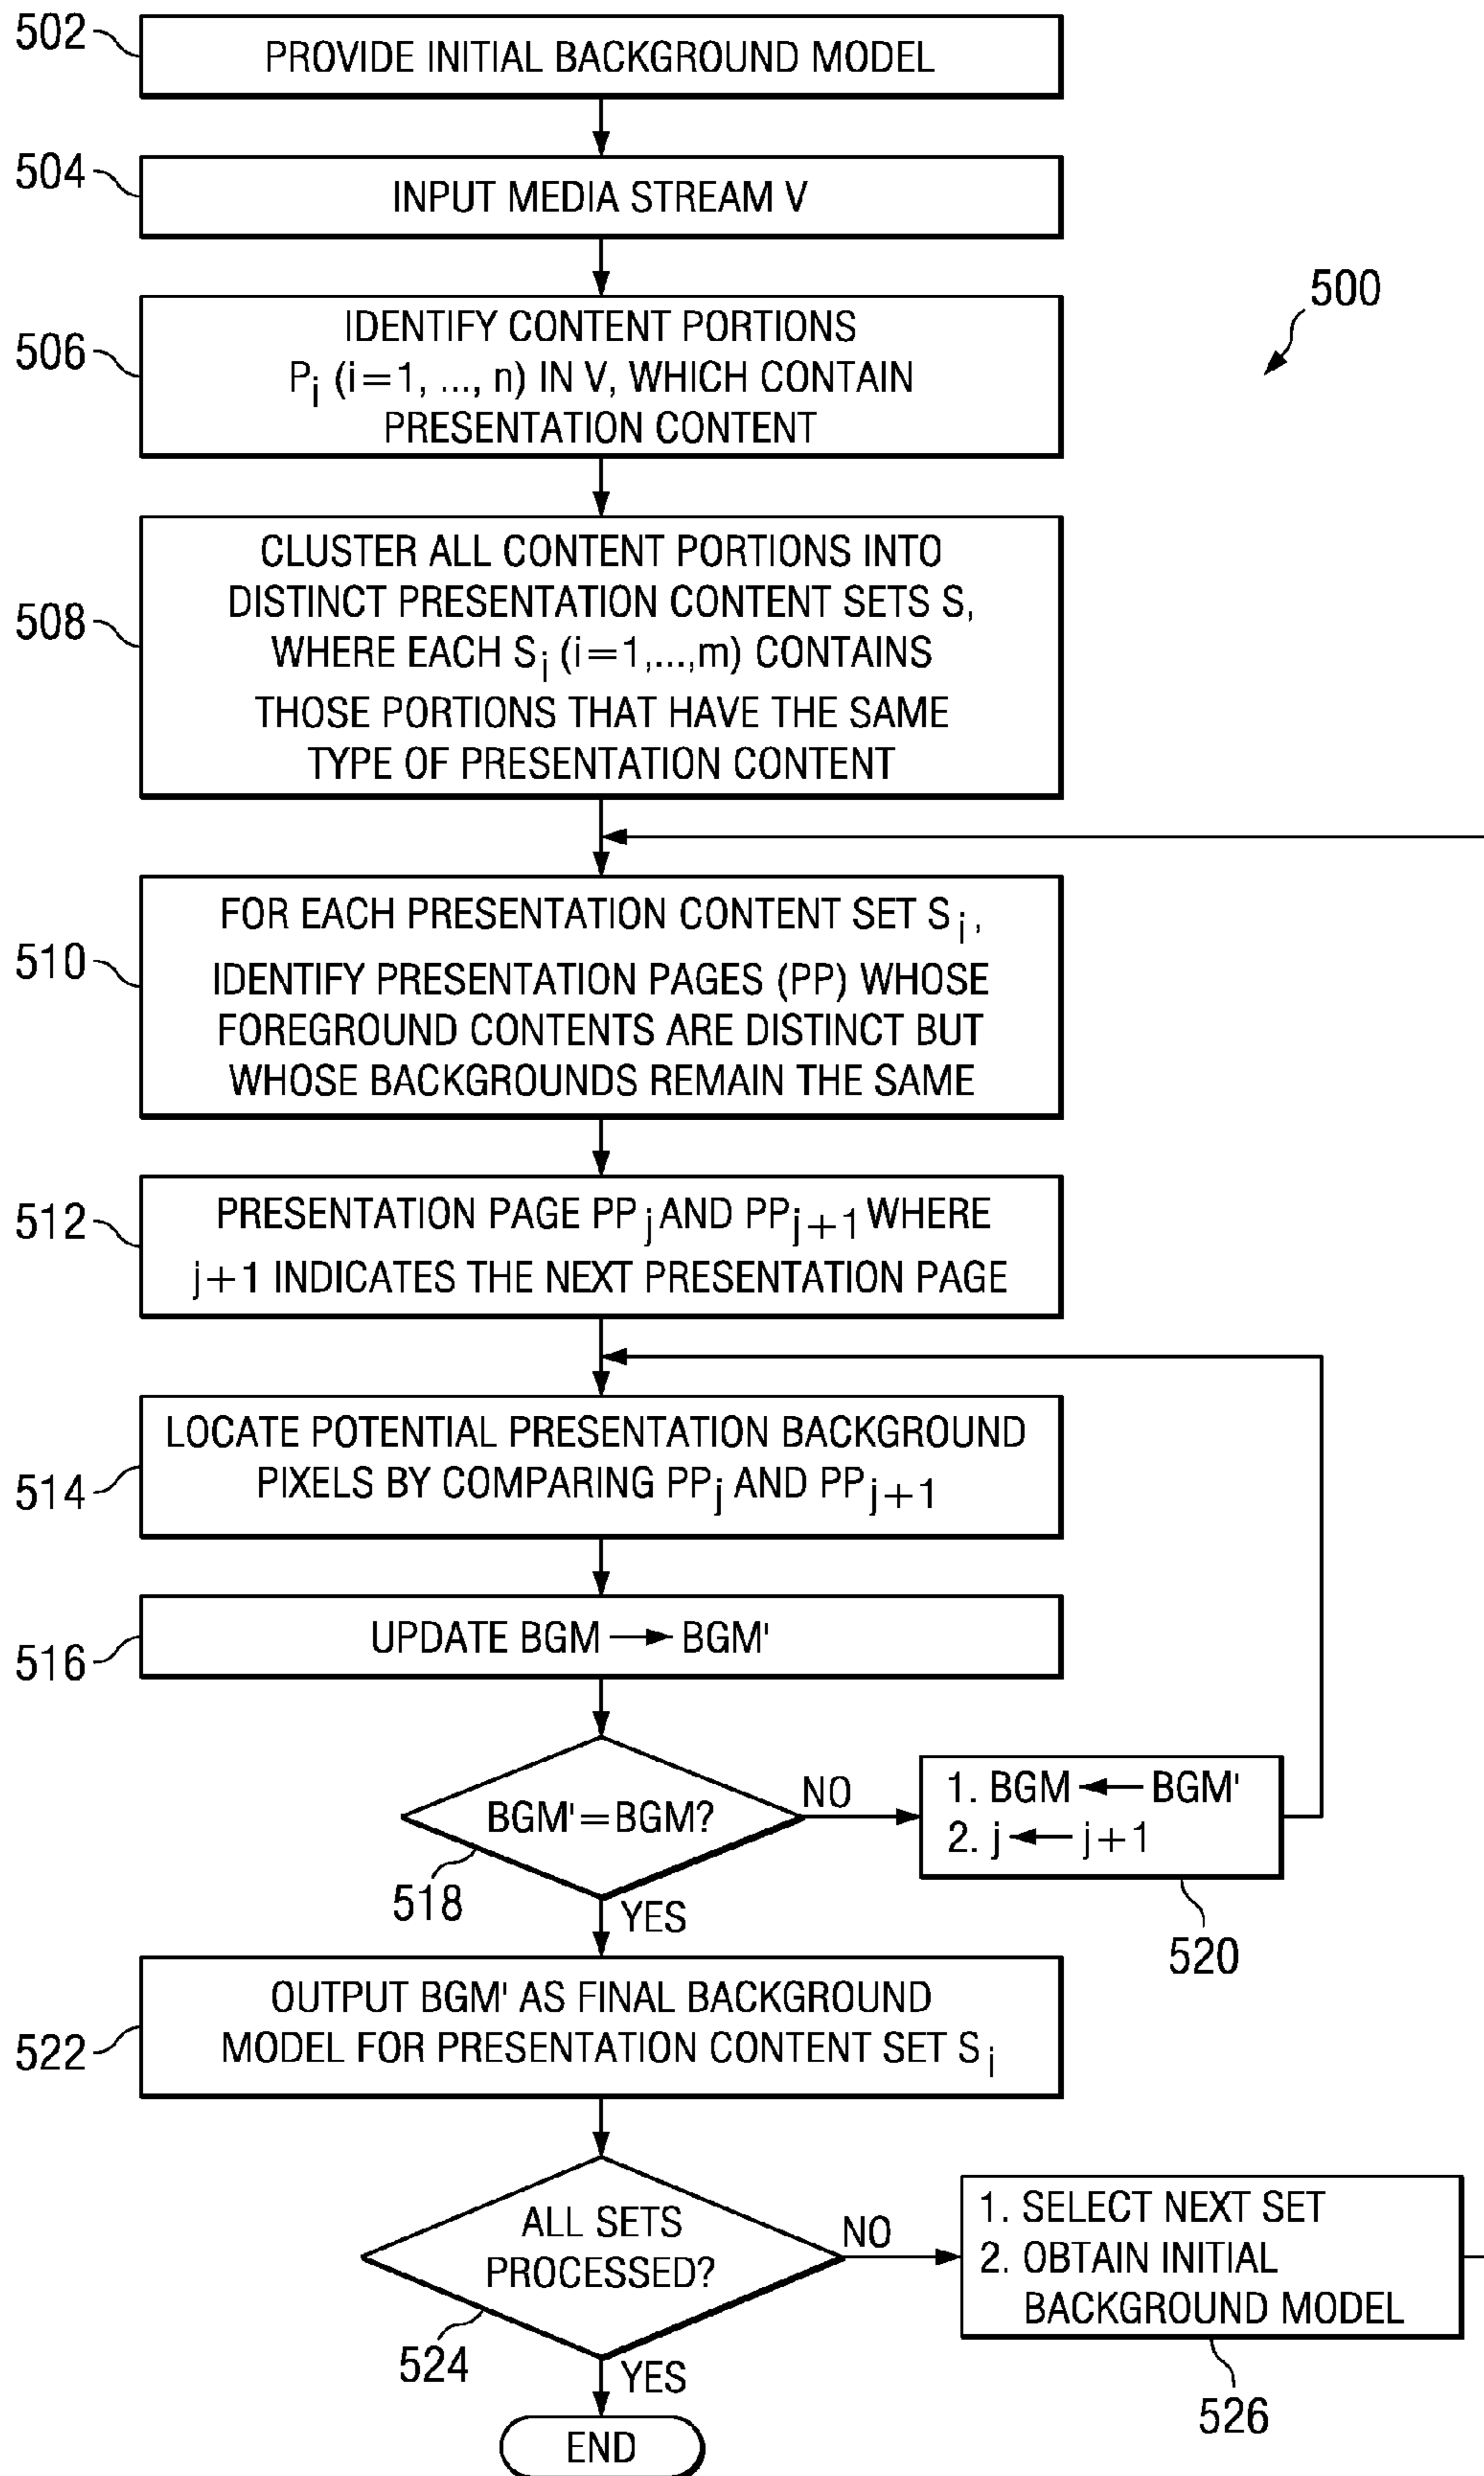 502
PROVIDE INITIAL BACKGROUND MODEL
504
INPUT MEDIA STREAM V
500
506
IDENTIFY CONTENT PORTIONS
Pi (i=1, ..., n) IN V, WHICH CONTAIN
PRESENTATION CONTENT
508
CLUSTER ALL CONTENT PORTIONS INTO
DISTINCT PRESENTATION CONTENT SETS S,
WHERE EACH Si (i=1,...,m) CONTAINS
THOSE PORTIONS THAT HAVE THE SAME
TYPE OF PRESENTATION CONTENT
510
FOR EACH PRESENTATION CONTENT SET Si,
IDENTIFY PRESENTATION PAGES (PP) WHOSE
FOREGROUND CONTENTS ARE DISTINCT BUT
WHOSE BACKGROUNDS REMAIN THE SAME
512
PRESENTATION PAGE PPj AND PPj+1 WHERE
j+1 INDICATES THE NEXT PRESENTATION PAGE
514
LOCATE POTENTIAL PRESENTATION BACKGROUND
PIXELS BY COMPARING PPj AND PPj+1
516
UPDATE BGM → BGM'
BGM'=BGM?
518
NO
1. BGM ← BGM'
2. j ← j+1
520
YES
522
OUTPUT BGM' AS FINAL BACKGROUND
MODEL FOR PRESENTATION CONTENT SET Si
ALL SETS
PROCESSED?
524
NO
1. SELECT NEXT SET
2. OBTAIN INITIAL
BACKGROUND MODEL
526
YES
END